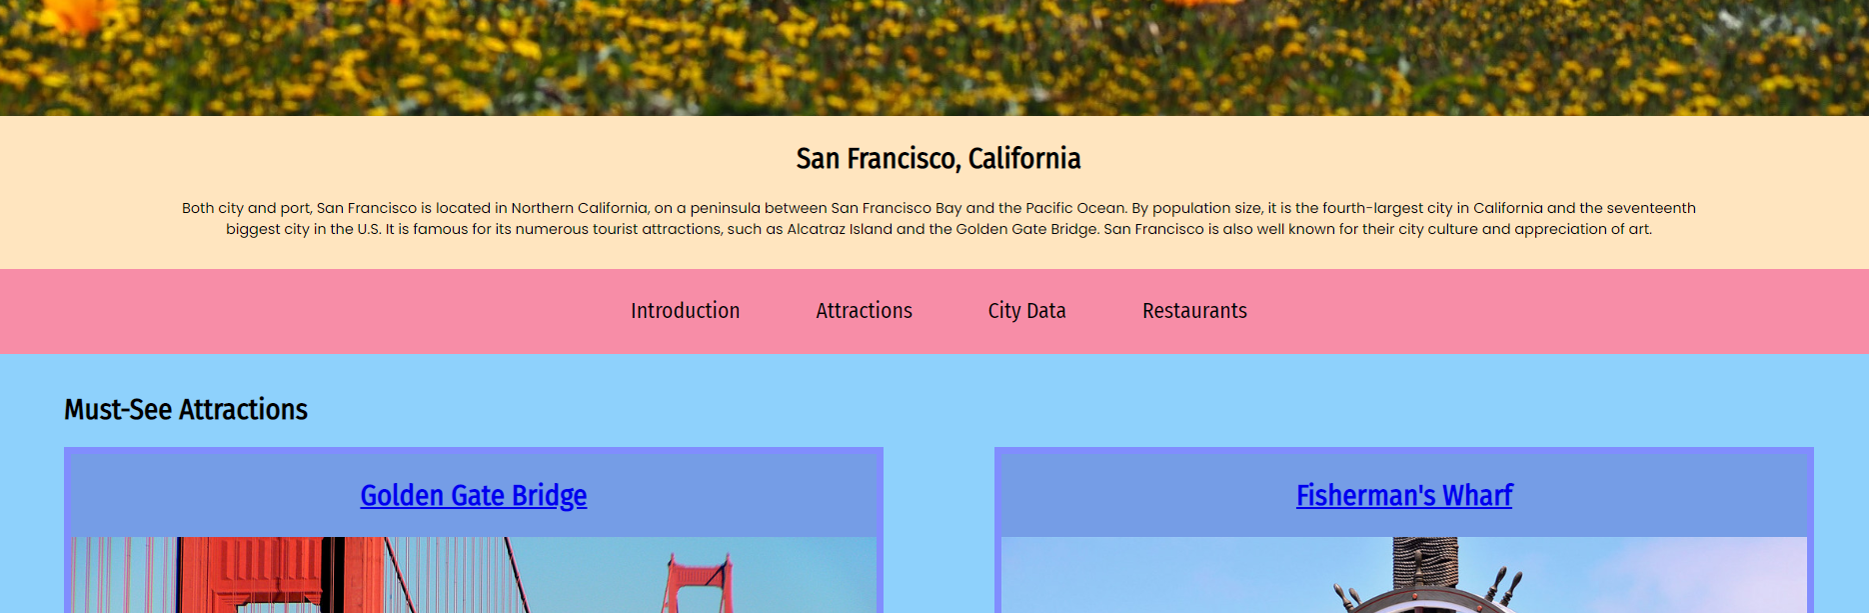 San Francisco, California
Both city and port, San Francisco is located in Northern California, on a peninsula between San Francisco Bay and the Pacific Ocean. By population size, it is the fourth-largest city in California and the seventeenth
biggest city in the U.S. It is famous for its numerous tourist attractions, such as Alcatraz Island and the Golden Gate Bridge. San Francisco is also well known for their city culture and appreciation of art.
Introduction Attractions City Data Restaurants
Must-See Attractions
Golden Gate Bridge
Fisherman's Wharf